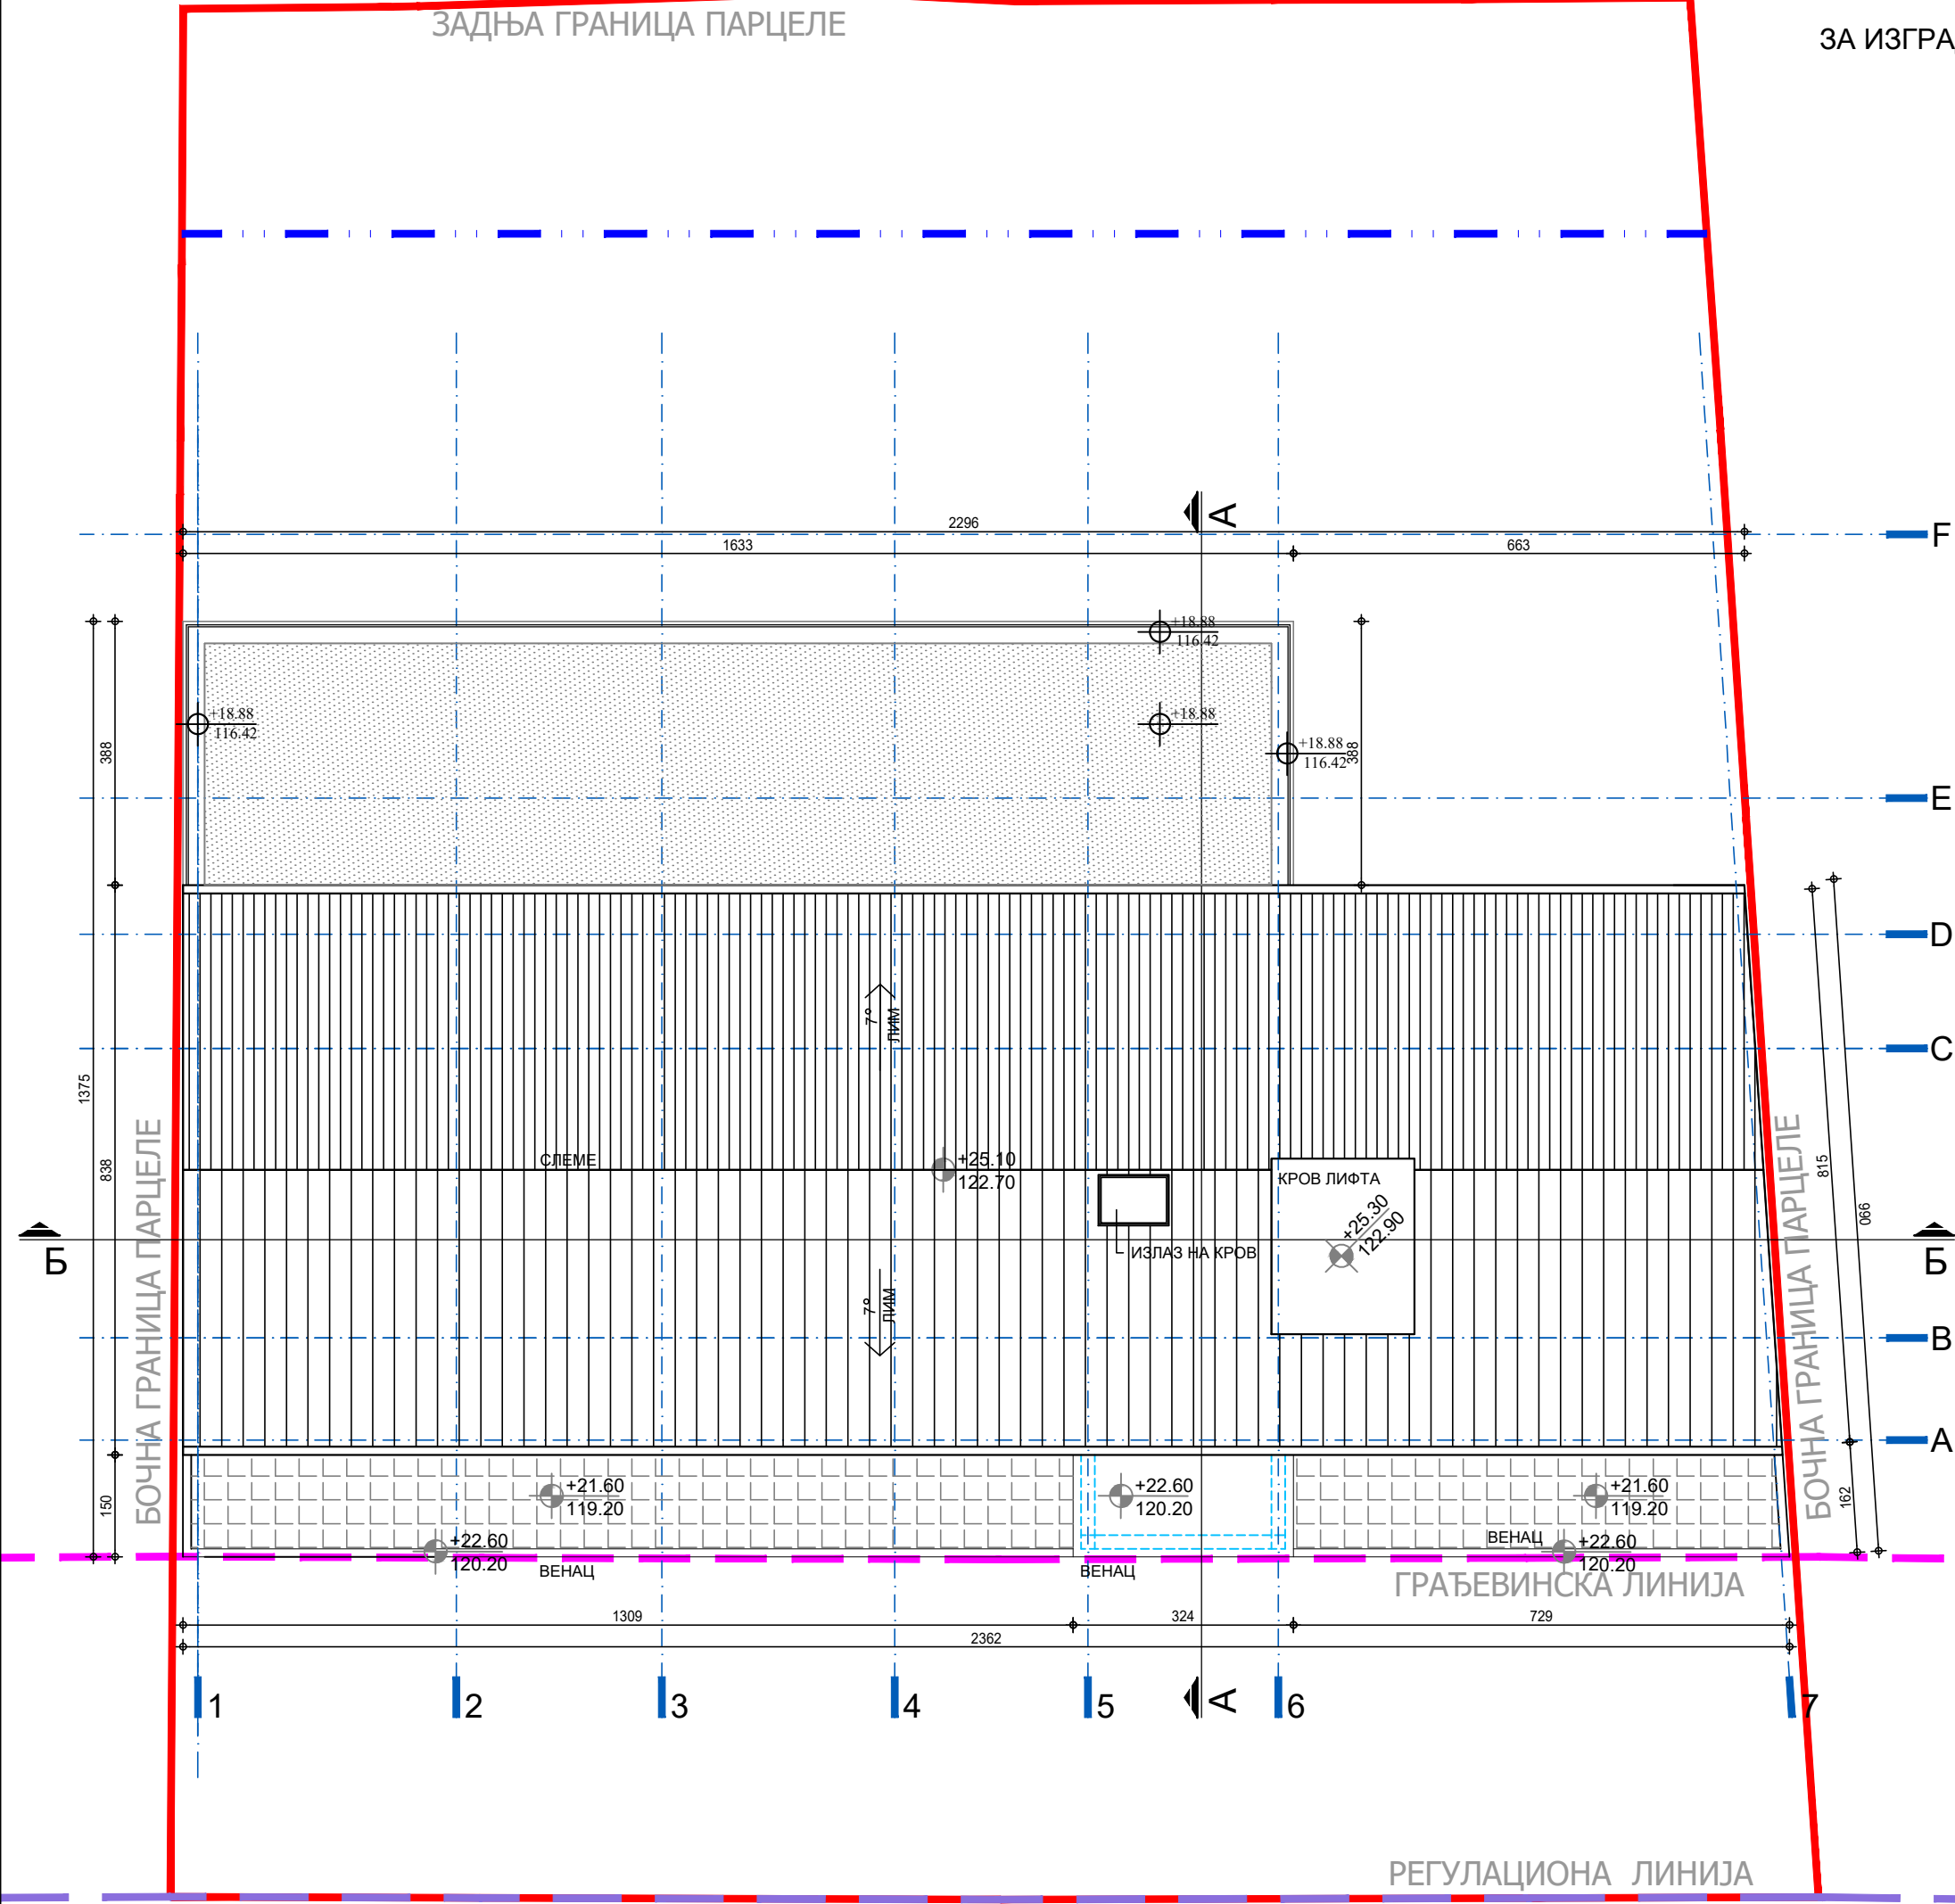 ЗАДЊА ГРАНИЦА ПАРЦЕЛЕ
ЗА ИЗГРА
А
2296
F
1633
663
+18.88
116.42
+18.88
116.42
+18.88
+18.88
116.42
388
388
E
D
7°
ЛИМ
C
1375
838
СЛЕМЕ
+25.10
122.70
КРОВ ЛИФТА
+25.30
122.90
ИЗЛАЗ НА КРОВ
815
990
Б
Б
БОЧНА ГРАНИЦА ПАРЦЕЛЕ
БОЧНА ГРАНИЦА ПАРЦЕЛЕ
7°
ЛИМ
B
A
150
+21.60
119.20
+22.60
120.20
+21.60
119.20
162
+22.60
120.20
ВЕНАЦ
ВЕНАЦ
ВЕНАЦ
+22.60
120.20
ГРАЂЕВИНСКА ЛИНИЈА
1309
324
729
2362
1
2
3
4
5
А
6
7
РЕГУЛАЦИОНА ЛИНИЈА